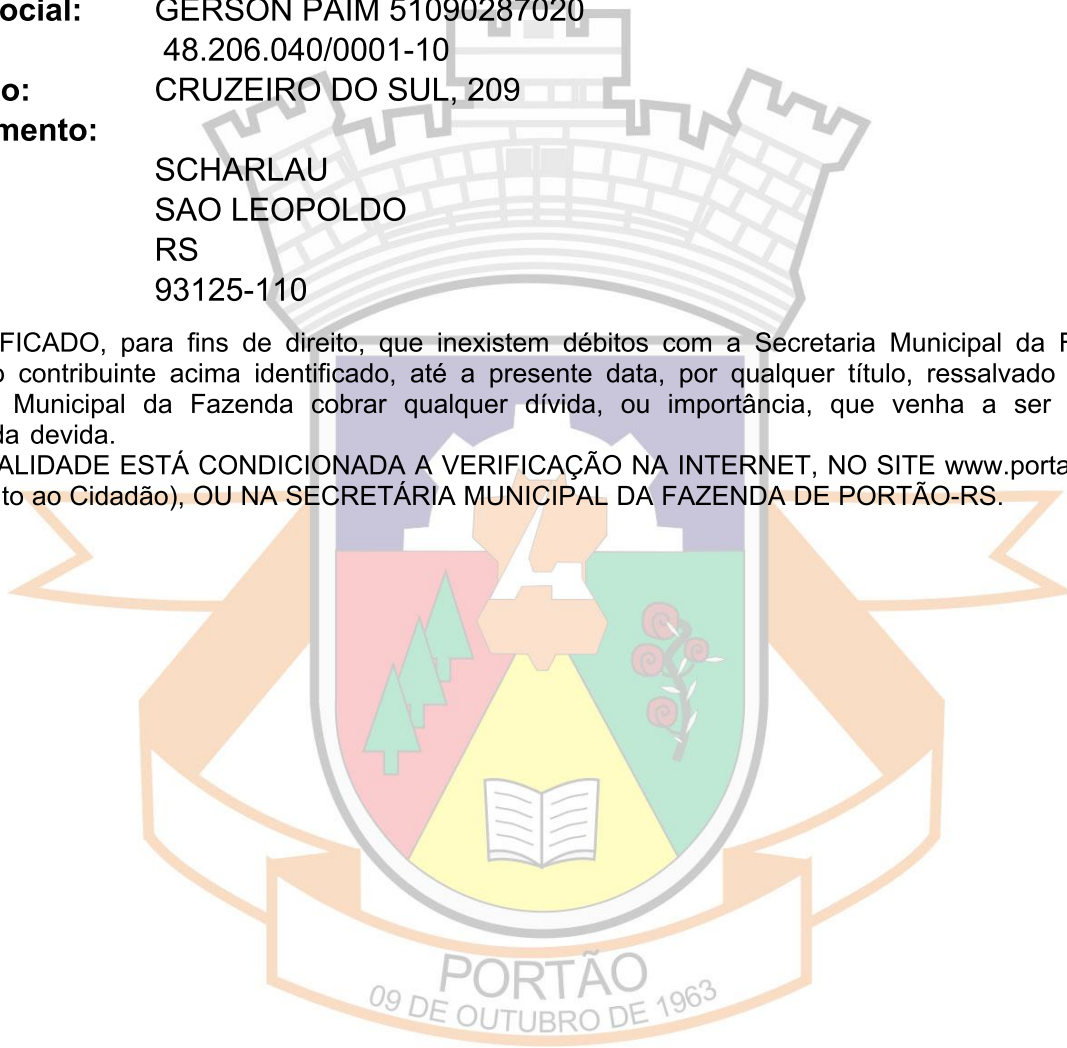 ocial: GERSON PAIM 51090287020
48.206.040/0001-10
o: CRUZEIRO DO SUL, 209
mento:
SCHARLAU
SAO LEOPOLDO
RS
93125-110
FICADO, para fins de direito, que inexistem débitos com a Secretaria Municipal da F
o contribuinte acima identificado, até a presente data, por qualquer título, ressalvado
Municipal da Fazenda cobrar qualquer dívida, ou importância, que venha a ser
da devida.
ALIDADE ESTÁ CONDICIONADA A VERIFICAÇÃO NA INTERNET, NO SITE www.porta
to ao Cidadão), OU NA SECRETÁRIA MUNICIPAL DA FAZENDA DE PORTÃO-RS.
PORTÃO
09 DE OUTUBRO DE 1963